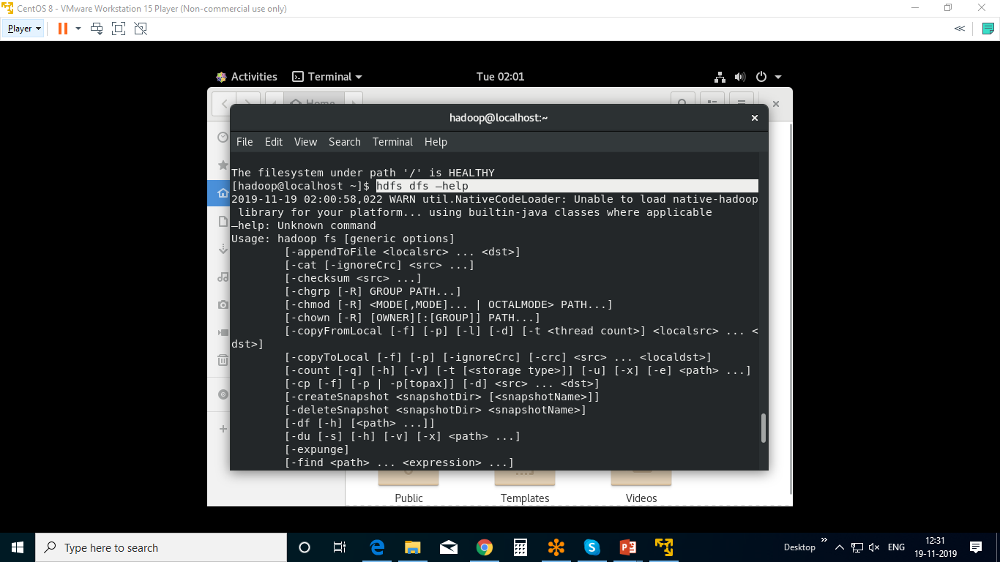 CentOS 8 - VMware Workstation 15 Player (Non-commercial use only)
Player
Activities
Terminal
Tue 02:01
Home
hadoop@localhost:~
File Edit View Search Terminal Help
The filesystem under path '/' is HEALTHY
[hadoop@localhost ~]$ hdfs dfs –help
2019-11-19 02:00:58,022 WARN util.NativeCodeLoader: Unable to load native-hadoop
library for your platform... using builtin-java classes where applicable
–help: Unknown command
Usage: hadoop fs [generic options]
[-appendToFile <localsrc> ... <dst>]
[-cat [-ignoreCrc] <src> ...]
[-checksum <src> ...]
[-chgrp [-R] GROUP PATH...]
[-chmod [-R] <MODE[,MODE]... | OCTALMODE> PATH...]
[-chown [-R] [OWNER][:[GROUP]] PATH...]
[-copyFromLocal [-f] [-p] [-l] [-d] [-t <thread count>] <localsrc> ... <
dst>]
[-copyToLocal [-f] [-p] [-ignoreCrc] [-crc] <src> ... <localdst>]
[-count [-q] [-h] [-v] [-t [<storage type>]] [-u] [-x] [-e] <path> ...]
[-cp [-f] [-p | -p[topax]] [-d] <src> ... <dst>]
[-createSnapshot <snapshotDir> [<snapshotName>]]
[-deleteSnapshot <snapshotDir> <snapshotName>]
[-df [-h] [<path> ...]]
[-du [-s] [-h] [-v] [-x] <path> ...]
[-expunge]
[-find <path> ... <expression> ...]
Public
Templates
Videos
Type here to search
Desktop
ENG
12:31
19-11-2019